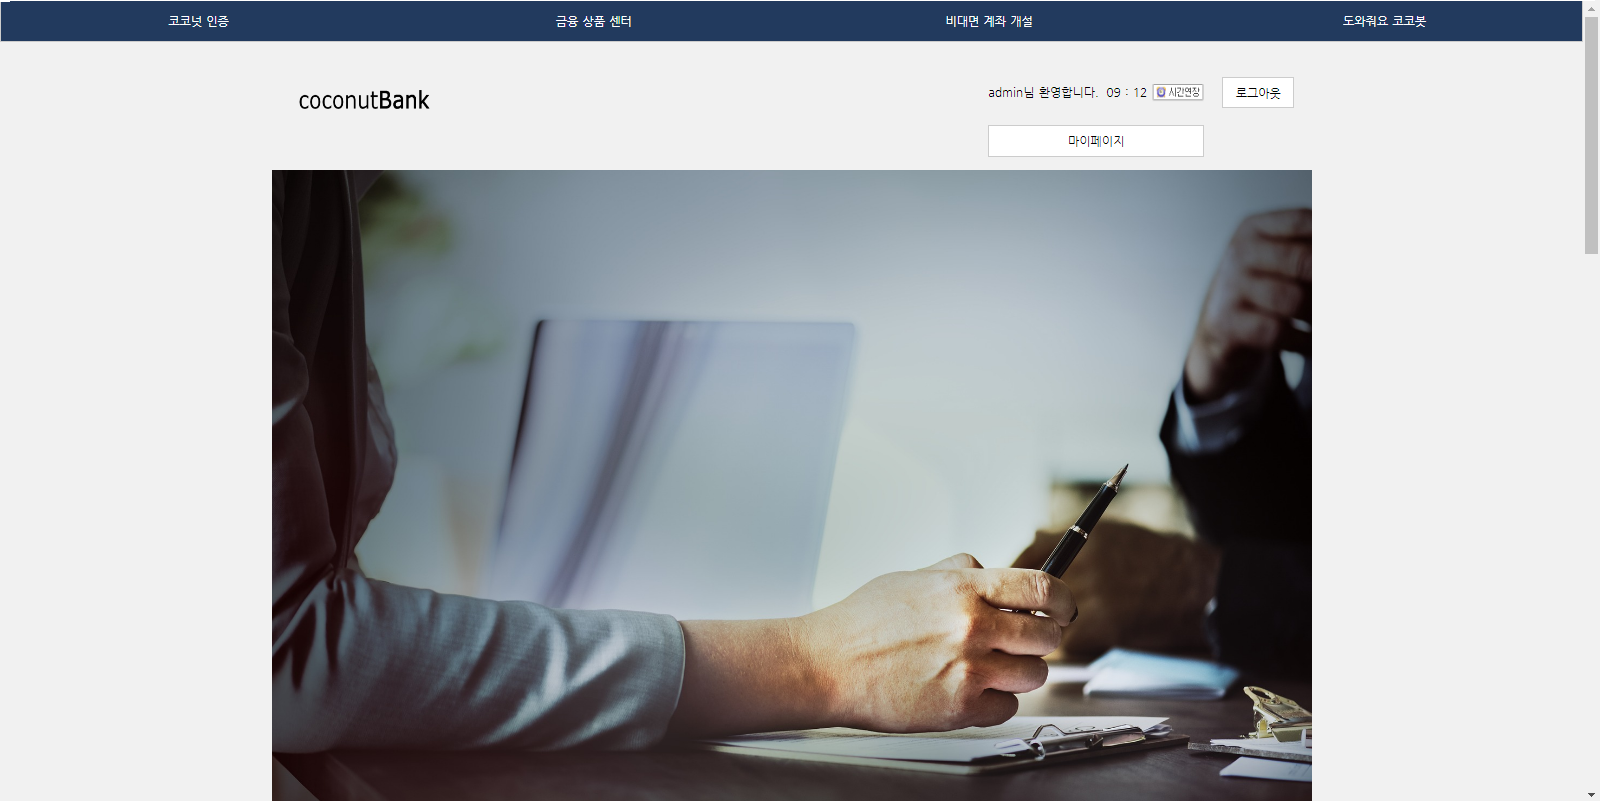 코코넛 인증 금융 상품 센터 비대면 계좌 개설 도와줘요 코코봇
coconutBank
admin님 환영합니다. 09 : 12 시간연장 로그아웃
마이페이지